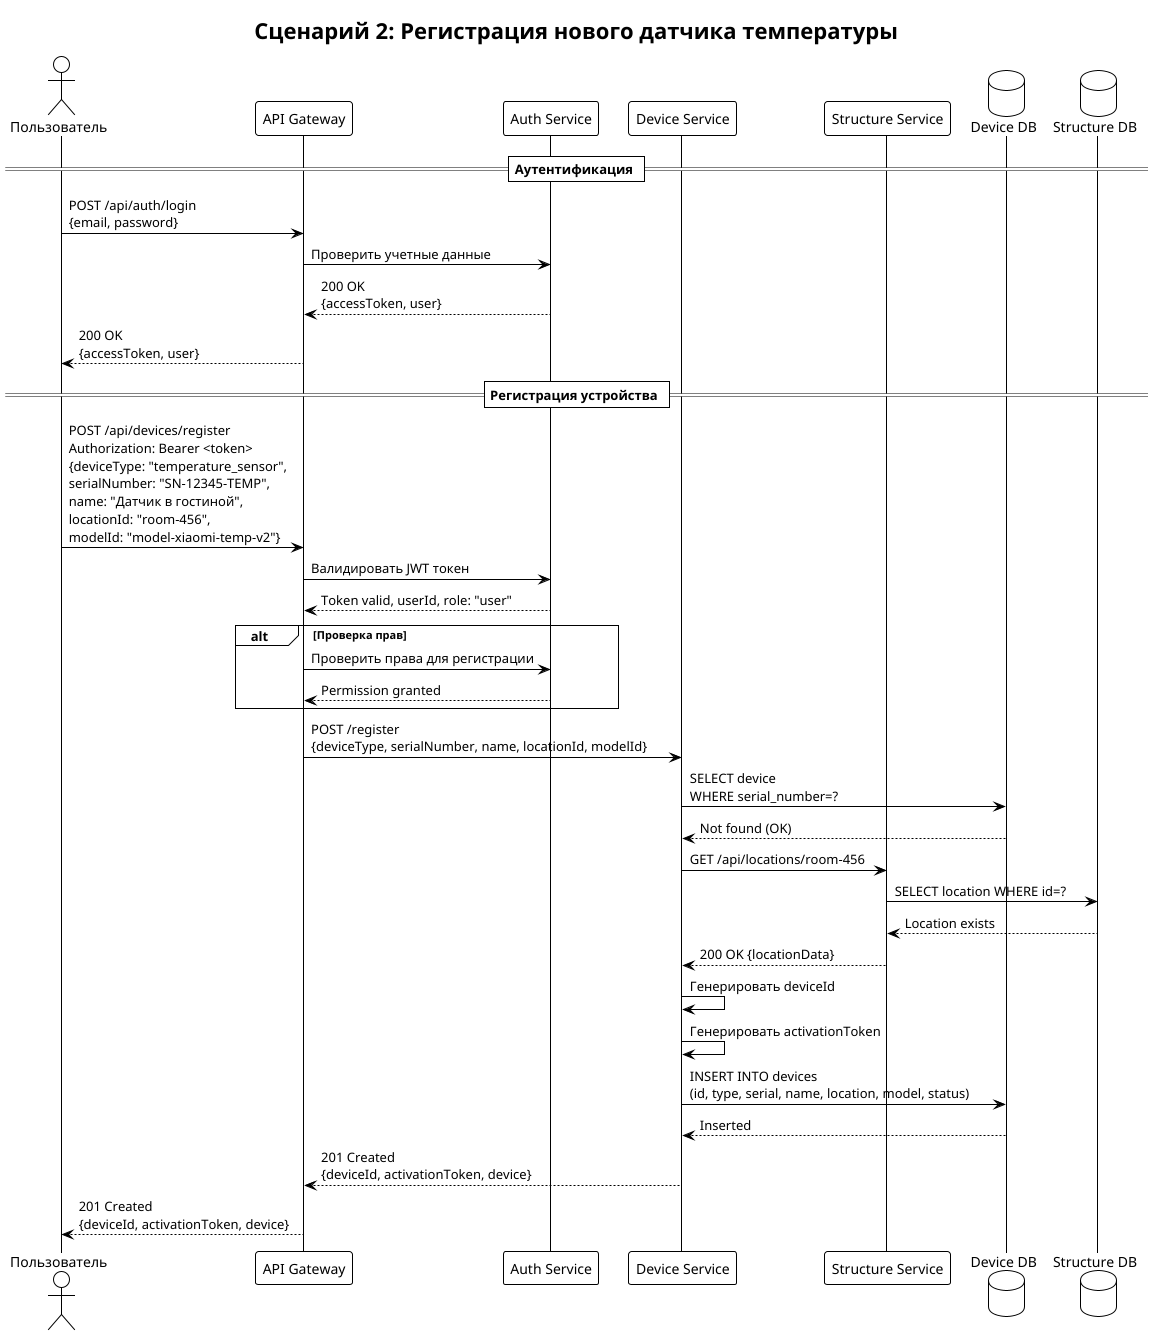 Сценарий 2: Регистрация нового датчика температуры
Пользователь
API Gateway
Auth Service
Device Service
Structure Service
Device DB
Structure DB
Аутентификация
POST /api/auth/login
{email, password}
Проверить учетные данные
200 OK
{accessToken, user}
200 OK
{accessToken, user}
Регистрация устройства
POST /api/devices/register
Authorization: Bearer <token>
{deviceType: "temperature_sensor",
serialNumber: "SN-12345-TEMP",
name: "Датчик в гостиной",
locationId: "room-456",
modelId: "model-xiaomi-temp-v2"}
Валидировать JWT токен
Token valid, userId, role: "user"
alt [Проверка прав]
Проверить права для регистрации
Permission granted
POST /register
{deviceType, serialNumber, name, locationId, modelId}
SELECT device
WHERE serial_number=?
Not found (OK)
GET /api/locations/room-456
SELECT location WHERE id=?
Location exists
200 OK {locationData}
Генерировать deviceId
Генерировать activationToken
INSERT INTO devices
(id, type, serial, name, location, model, status)
Inserted
201 Created
{deviceId, activationToken, device}
201 Created
{deviceId, activationToken, device}
Пользователь
API Gateway
Auth Service
Device Service
Structure Service
Device DB
Structure DB